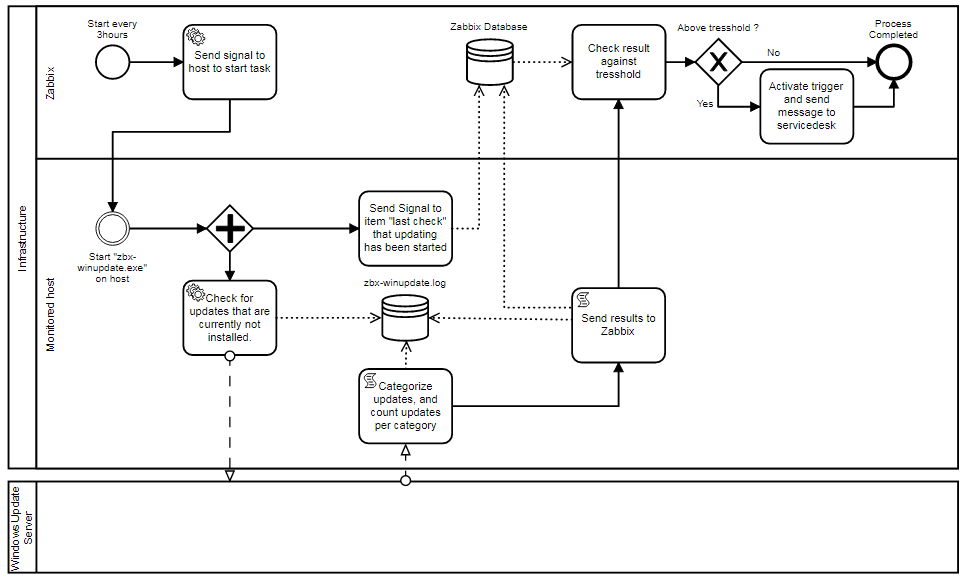 Infrastructure
Zabbix
Start every
3hours
Send signal to
host to start task
Zabbix Database
Check result
against
tresshold
Above tresshold ?
No
Yes
Process
Completed
Activate trigger
and send
message to
servicedesk
Monitored host
Start "zbx-
winupdate.exe"
on host
Send Signal to
item "last check"
that updating
has been started
Check for
updates that are
currently not
installed.
zbx-winupdate.log
Send results to
Zabbix
Categorize
updates, and
count updates
per category
Windows Update
Server